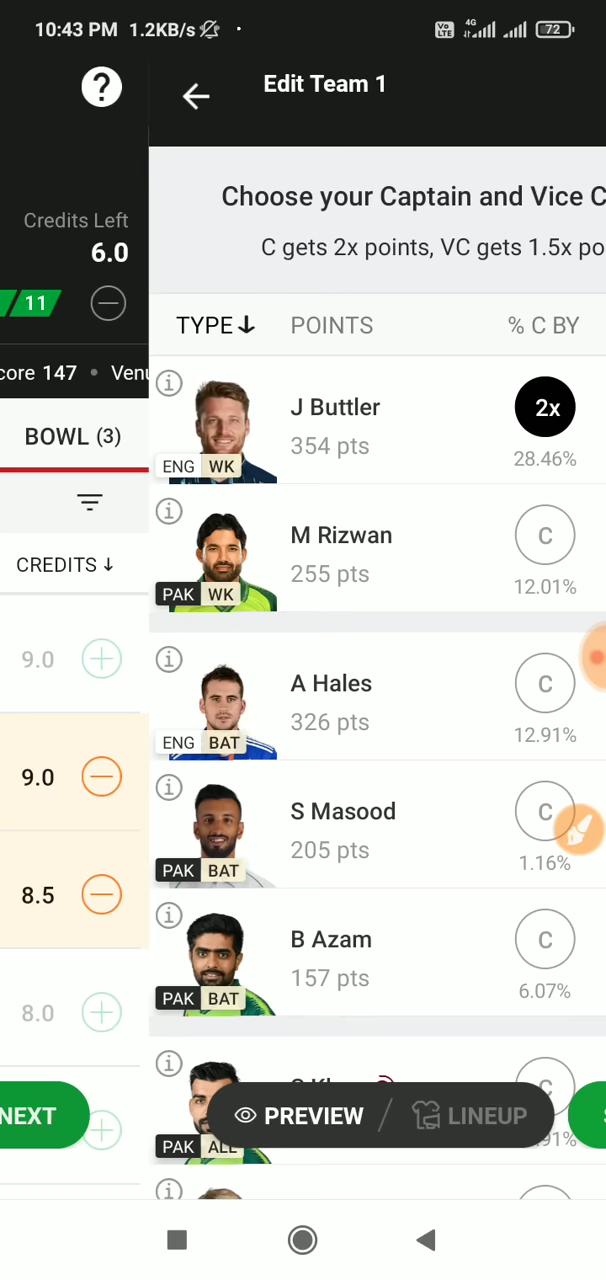 10:43 PM 1.2KB/s
Vo LTE 4G 72
?
Edit Team 1
Credits Left
6.0
11
core 147 • Venu
BOWL (3)
CREDITS
9.0
9.0
8.5
8.0
NEXT
Choose your Captain and Vice C
C gets 2x points, VC gets 1.5x po
TYPE POINTS % C BY
J Buttler
354 pts
2x
28.46%
ENG WK
M Rizwan
255 pts
C
12.01%
PAK WK
A Hales
326 pts
C
12.91%
ENG BAT
S Masood
205 pts
C
1.16%
PAK BAT
B Azam
157 pts
C
6.07%
PAK BAT
C
91%
PAK ALL
PREVIEW / LINEUP